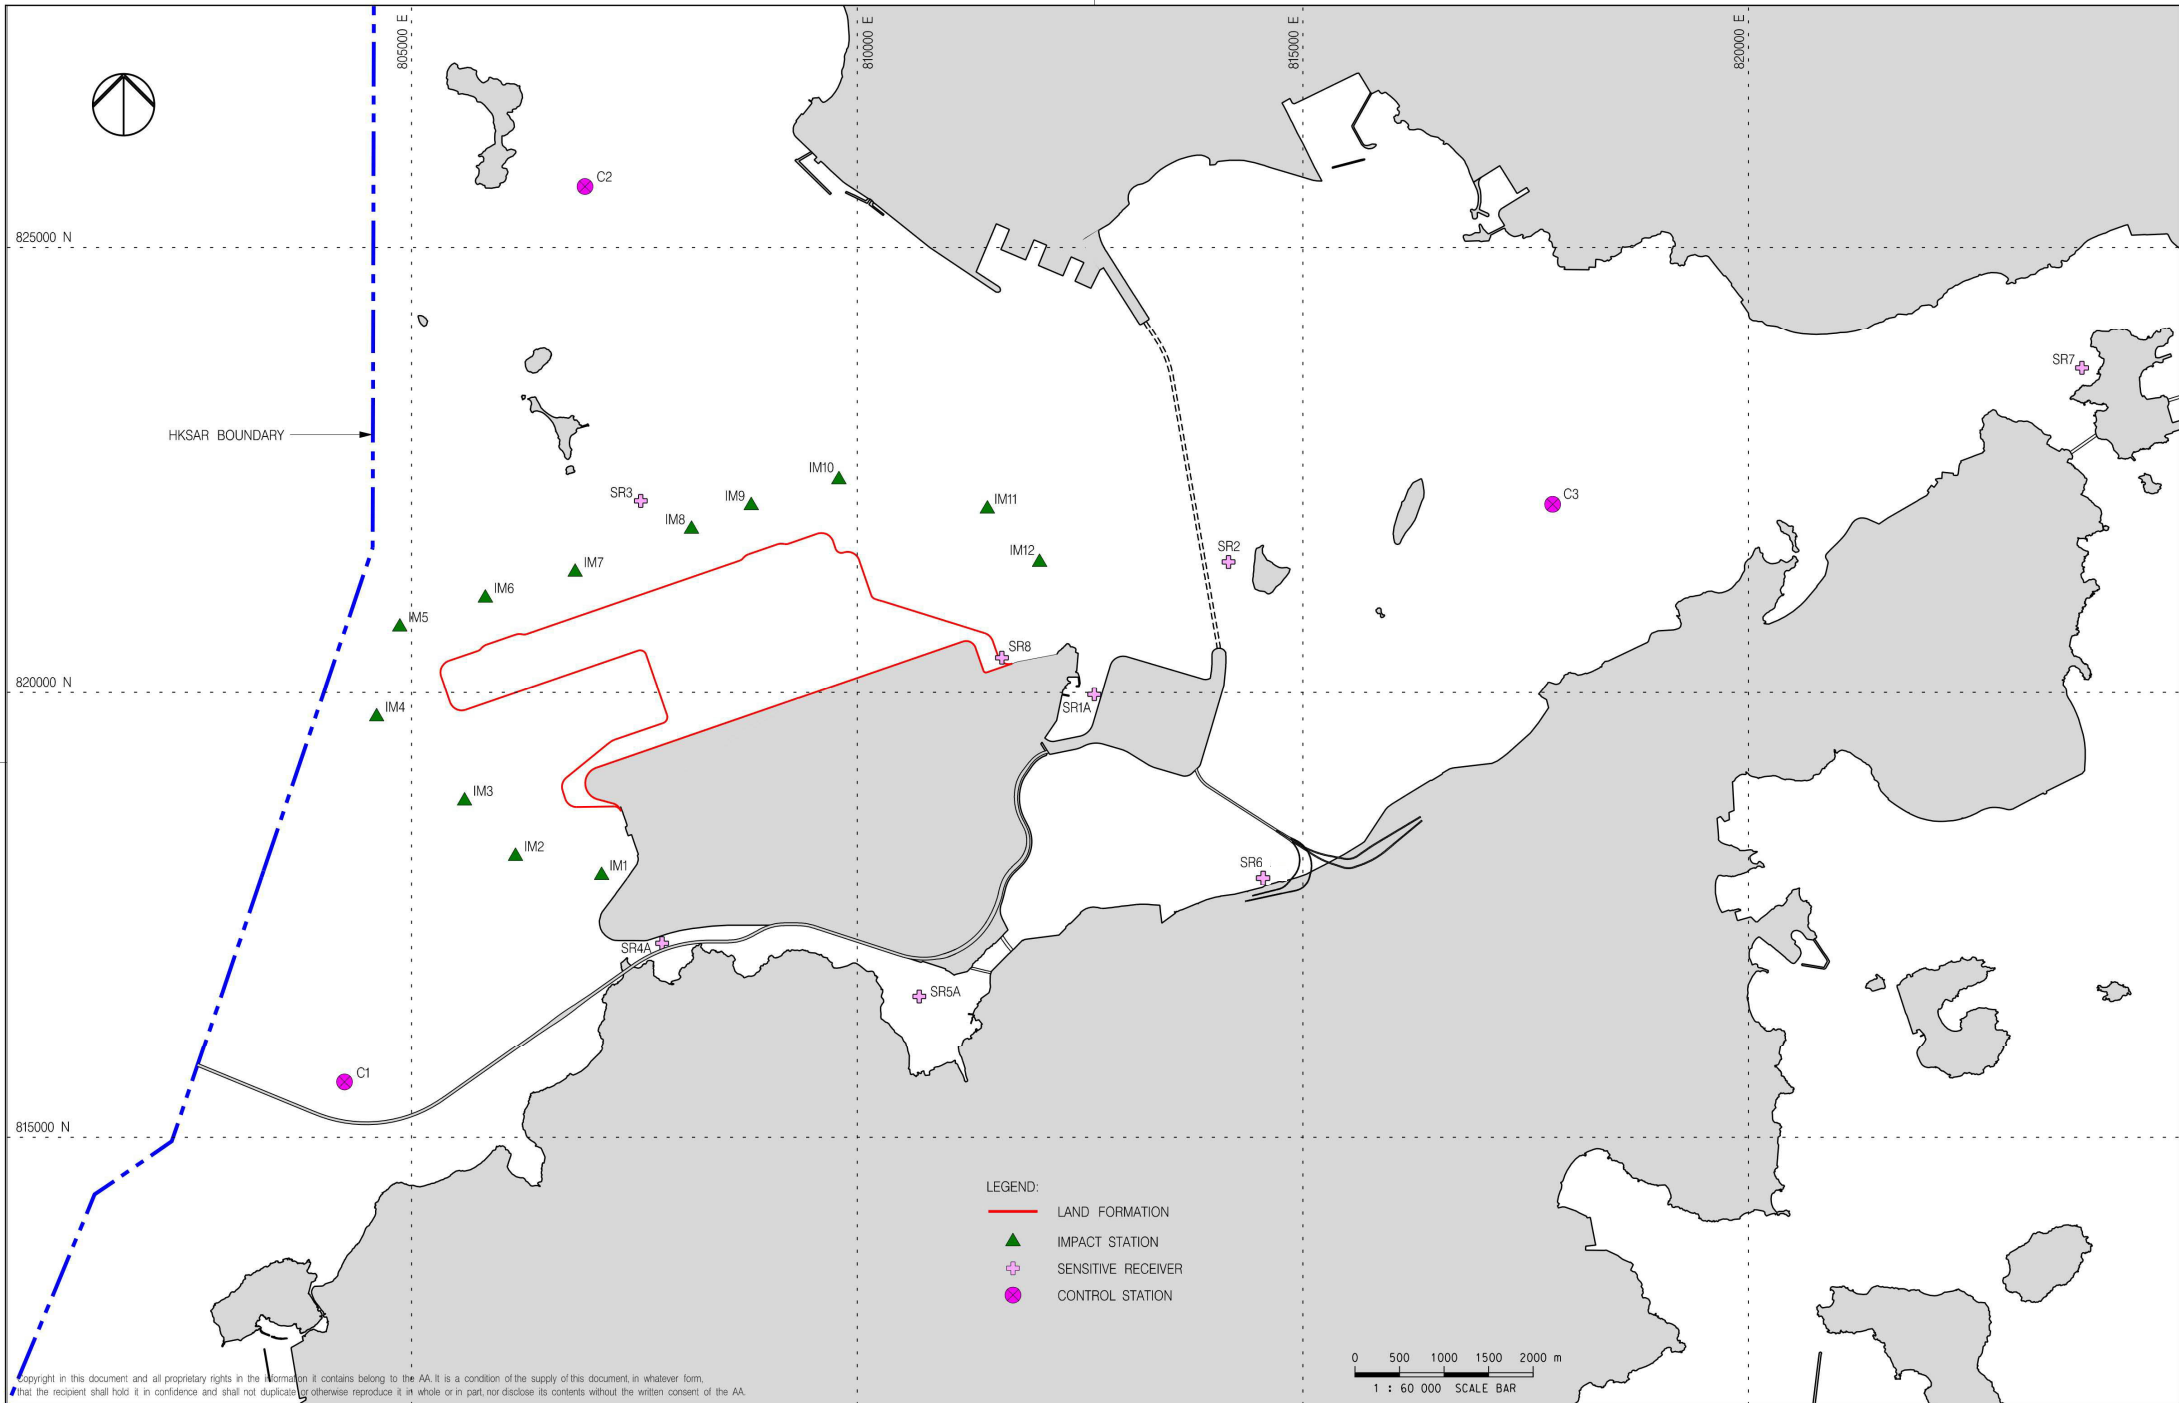 805000 E
810000 E
815000 E
820000 E
C2
825000 N
SR7
HKSAR BOUNDARY
IM10
SR3
IM9
IM11
C3
IM8
IM12
SR2
IM7
IM6
IM5
SR8
820000 N
IM4
SR1A
IM3
IM2
IM1
SR6
SR4A
SR5A
C1
815000 N
LEGEND:
LAND FORMATION
IMPACT STATION
SENSITIVE RECEIVER
CONTROL STATION
0 500 1000 1500 2000 m
1 : 60 000 SCALE BAR
Copyright in this document and all proprietary rights in the information it contains belong to the AA. It is a condition of the supply of this document, in whatever form,
that the recipient shall hold it in confidence and shall not duplicate or otherwise reproduce it in whole or in part, nor disclose its contents without the written consent of the AA.